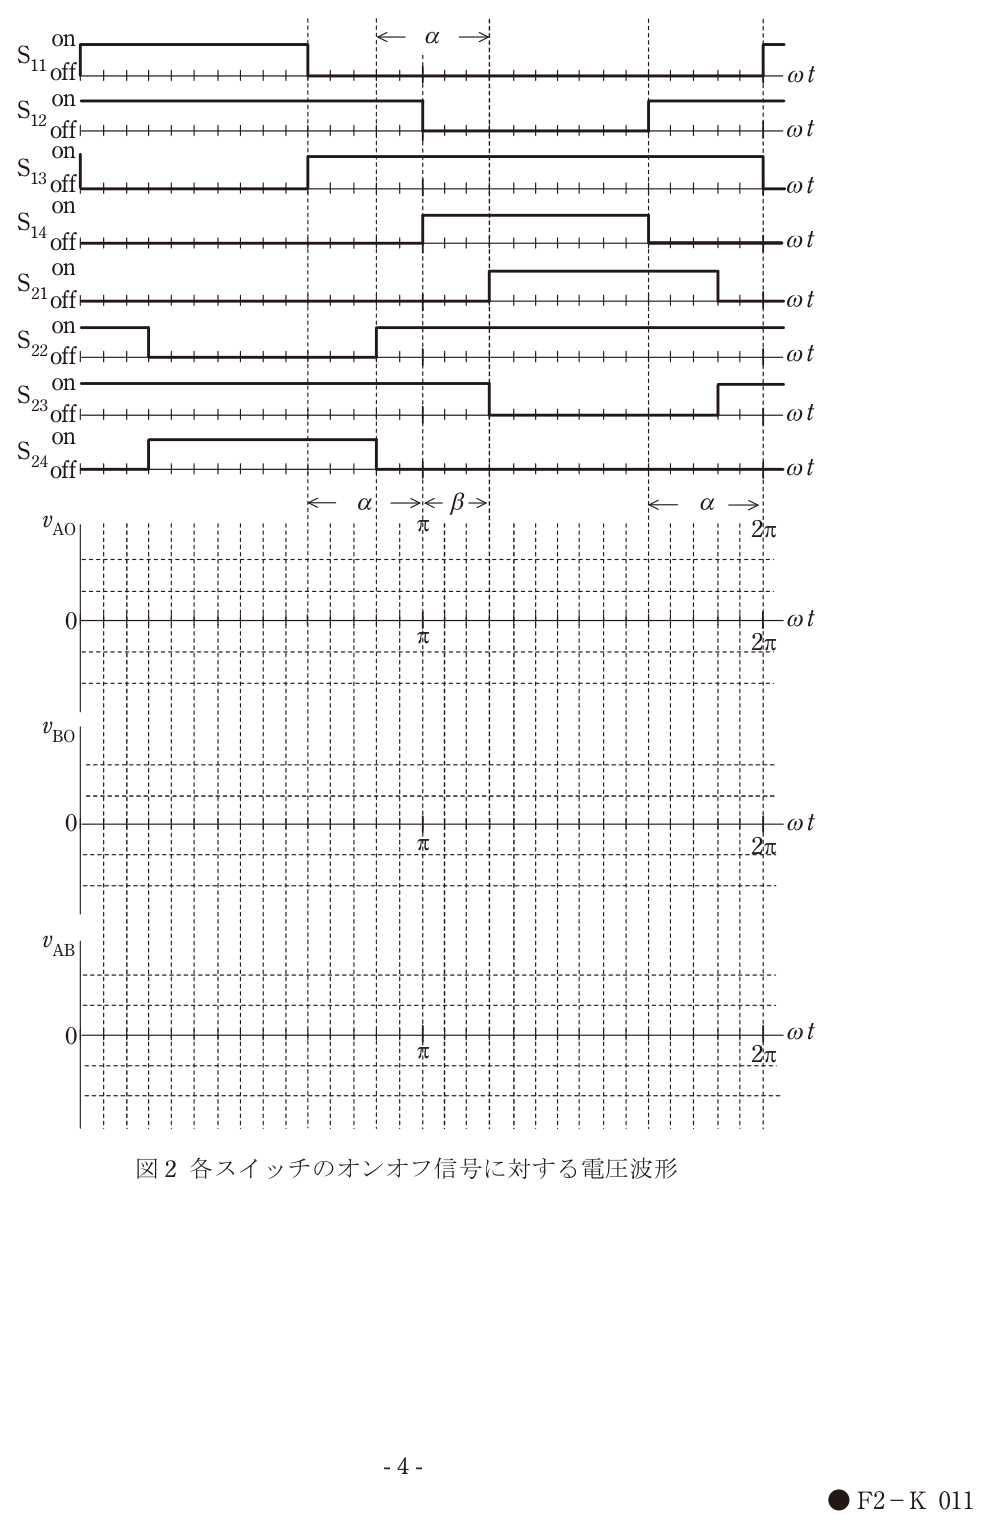 α
on
S11 off ωt
on
S12 off ωt
on
S13 off ωt
on
S14 off ωt
on
S21 off ωt
on
S22 off ωt
on
S23 off ωt
on
S24 off ωt
α β α
vAO π 2π
0 ωt
π 2π
vBO
0 ωt
π 2π
vAB
0 ωt
π 2π
図2 各スイッチのオンオフ信号に対する電圧波形
- 4 -
●F2－K 011